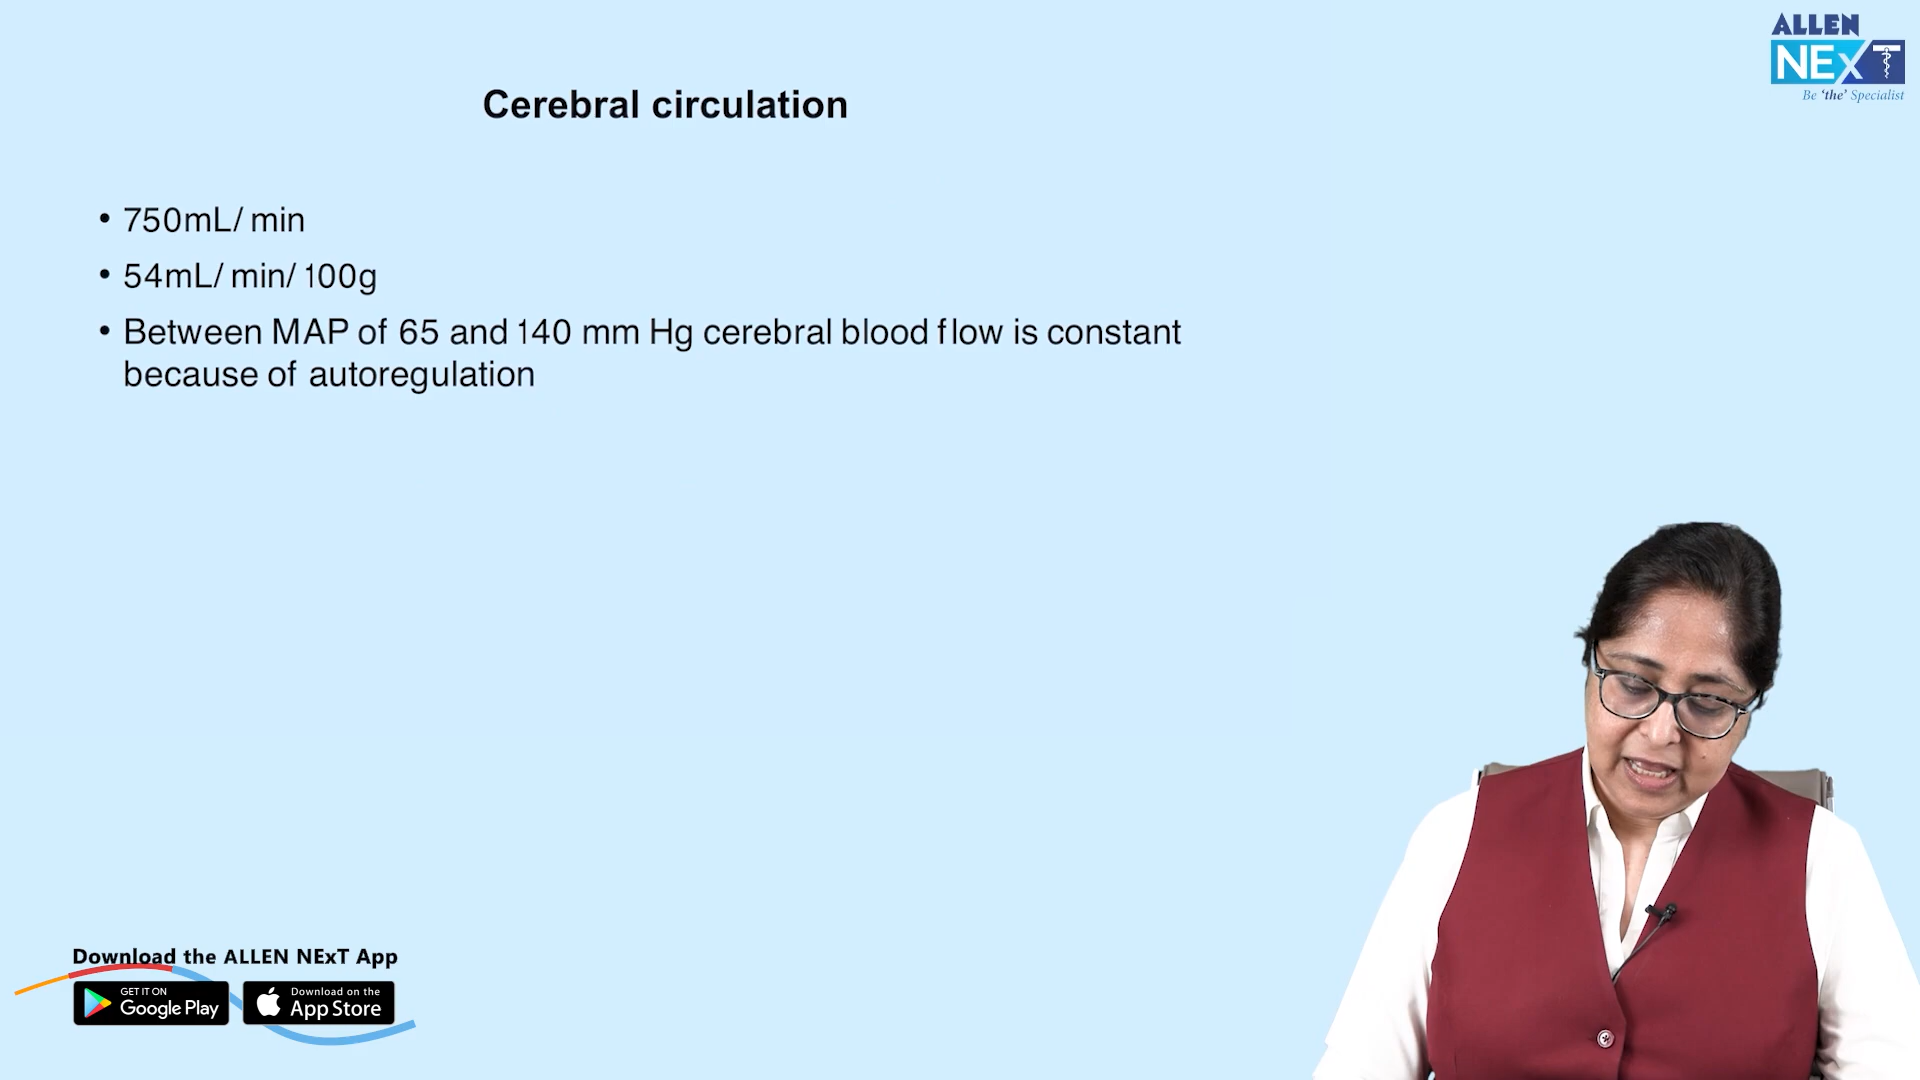 ALLEN
NExT
Be 'the' Specialist
Cerebral circulation
• 750mL/ min
• 54mL/ min/ 100g
• Between MAP of 65 and 140 mm Hg cerebral blood flow is constant
because of autoregulation
Download the ALLEN NExT App
GET IT ON
Google Play
Download on the
App Store